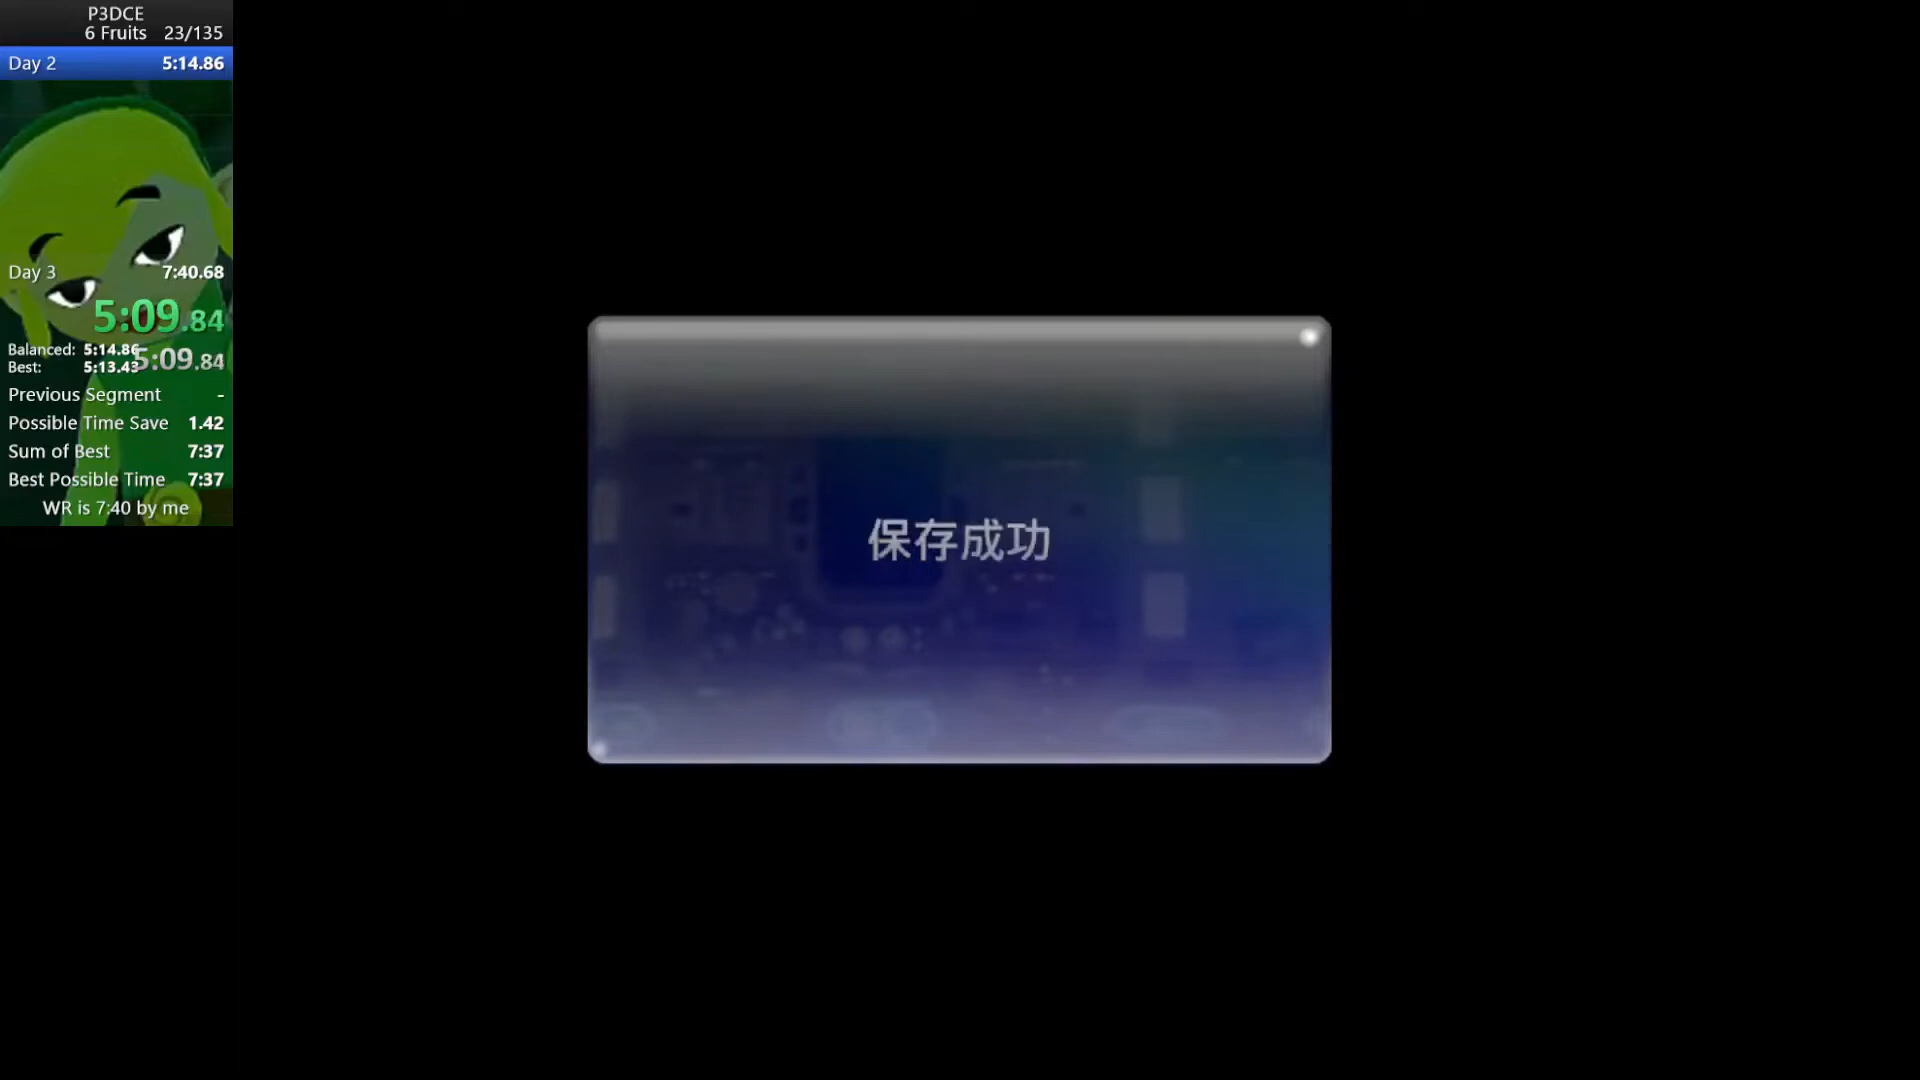 P3DCE
6 Fruits 23/135
Day 2 5:14.86
Day 3 7:40.68
5:09.84
Balanced: 5:14.86
5:09.84
Best: 5:13.43
Previous Segment -
Possible Time Save 1.42
Sum of Best 7:37
Best Possible Time 7:37
WR is 7:40 by me
保存成功